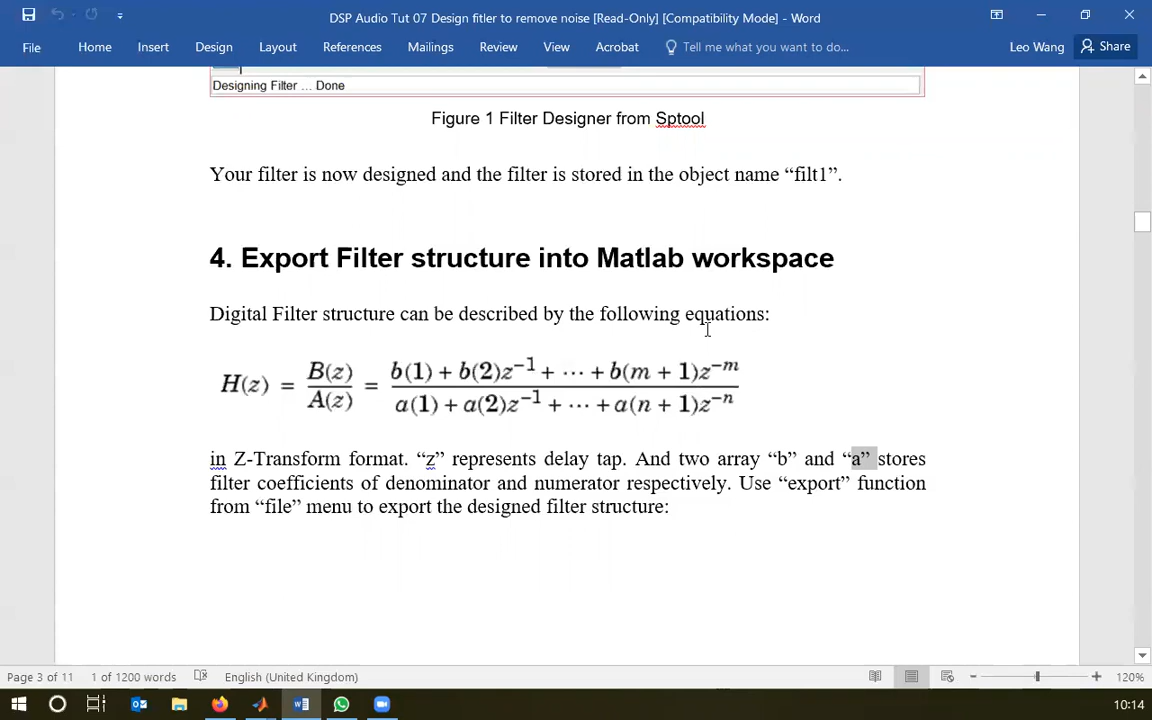 DSP Audio Tut 07 Design fitler to remove noise [Read-Only] [Compatibility Mode] - Word
File Home Insert Design Layout References Mailings Review View Acrobat Tell me what you want to do... Leo Wang Share
Designing Filter ... Done
Figure 1 Filter Designer from Sptool
Your filter is now designed and the filter is stored in the object name “filt1”.
4. Export Filter structure into Matlab workspace
Digital Filter structure can be described by the following equations:
H(z) = B(z)/A(z) = (b(1) + b(2)z⁻¹ + ⋯ + b(m + 1)z⁻ᵐ)/(a(1) + a(2)z⁻¹ + ⋯ + a(n + 1)z⁻ⁿ)
in Z-Transform format. “z” represents delay tap. And two array “b” and “a” stores
filter coefficients of denominator and numerator respectively. Use “export” function
from “file” menu to export the designed filter structure:
Page 3 of 11 1 of 1200 words English (United Kingdom) 120%
10:14